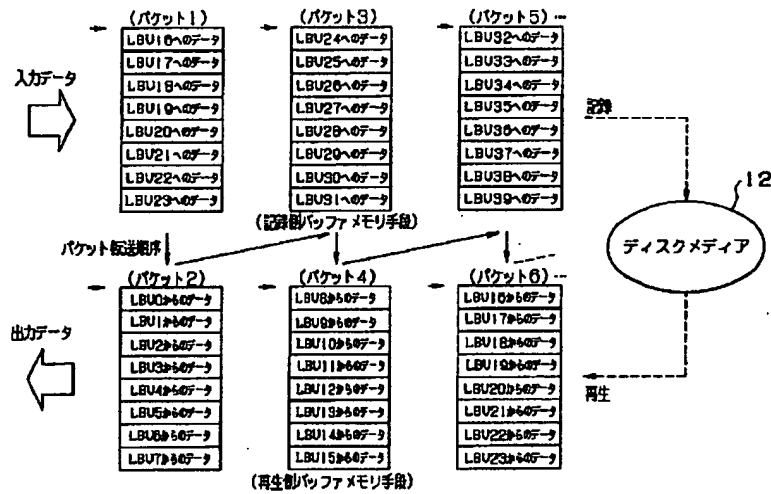 (パケット1)
LBU16へのデータ
LBU17へのデータ
LBU18へのデータ
LBU19へのデータ
LBU20へのデータ
LBU21へのデータ
LBU22へのデータ
LBU23へのデータ
(パケット3)
LBU24へのデータ
LBU25へのデータ
LBU26へのデータ
LBU27へのデータ
LBU28へのデータ
LBU29へのデータ
LBU30へのデータ
LBU31へのデータ
(パケット5)…
LBU32へのデータ
LBU33へのデータ
LBU34へのデータ
LBU35へのデータ
LBU36へのデータ
LBU37へのデータ
LBU38へのデータ
LBU39へのデータ
入力データ
記録
12
ディスクメディア
(記録側バッファメモリ手段)
パケット転送順序
(パケット2)
LBU0からのデータ
LBU1からのデータ
LBU2からのデータ
LBU3からのデータ
LBU4からのデータ
LBU5からのデータ
LBU6からのデータ
LBU7からのデータ
(パケット4)
LBU8からのデータ
LBU9からのデータ
LBU10からのデータ
LBU11からのデータ
LBU12からのデータ
LBU13からのデータ
LBU14からのデータ
LBU15からのデータ
(パケット6)…
LBU16からのデータ
LBU17からのデータ
LBU18からのデータ
LBU19からのデータ
LBU20からのデータ
LBU21からのデータ
LBU22からのデータ
LBU23からのデータ
出力データ
再生
(再生側バッファメモリ手段)